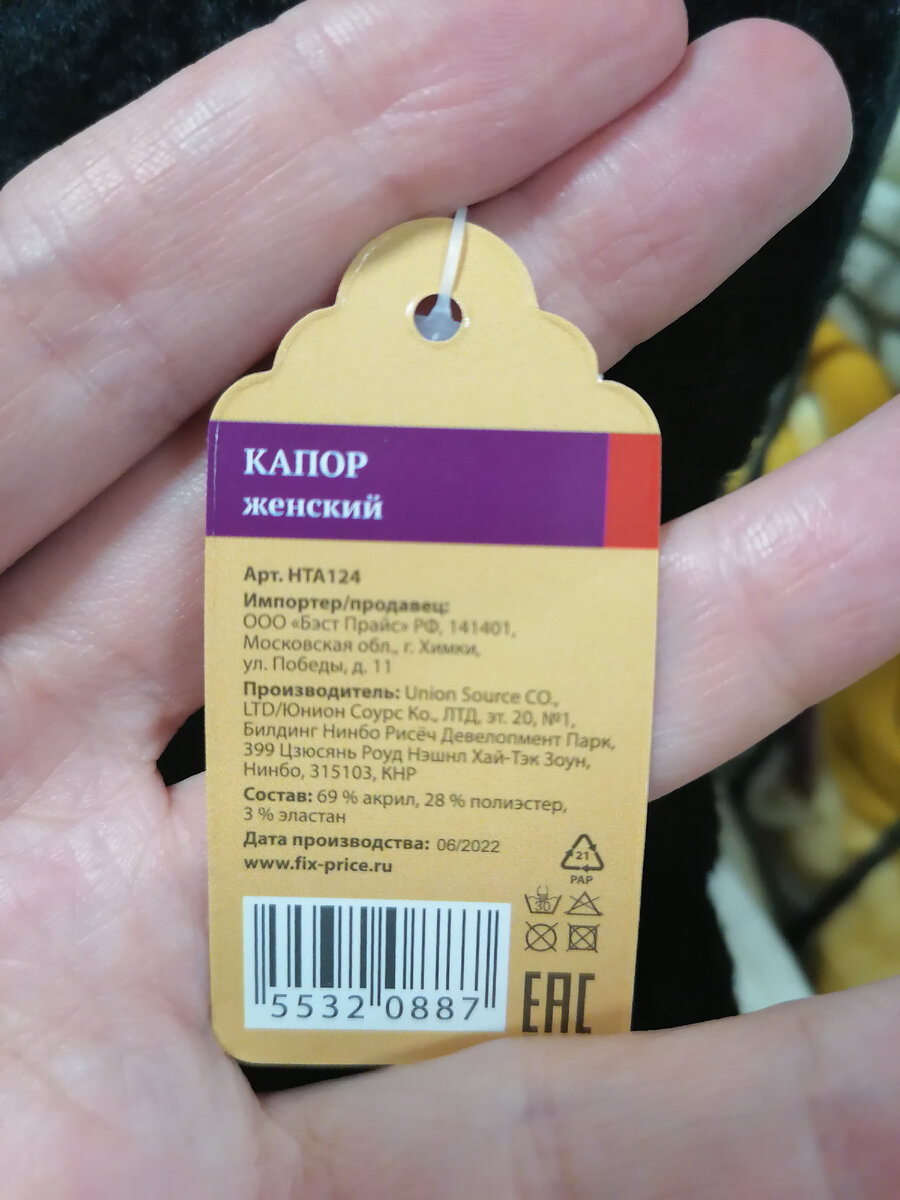 КАПОР
женский
Арт. НТА124
Импортер/продавец:
ООО «Бэст Прайс» РФ, 141401,
Московская обл., г. Химки,
ул. Победы, д. 11
Производитель: Union Source CO.,
LTD/Юнион Соурс Ко., ЛТД, эт. 20, №1,
Билдинг Нинбо Рисёч Девелопмент Парк,
399 Цзюсянь Роуд Нэшнл Хай-Тэк Зоун,
Нинбо, 315103, КНР
Состав: 69 % акрил, 28 % полиэстер,
3 % эластан
Дата производства: 06/2022
www.fix-price.ru
21
PAP
30
5532 0887
EAC